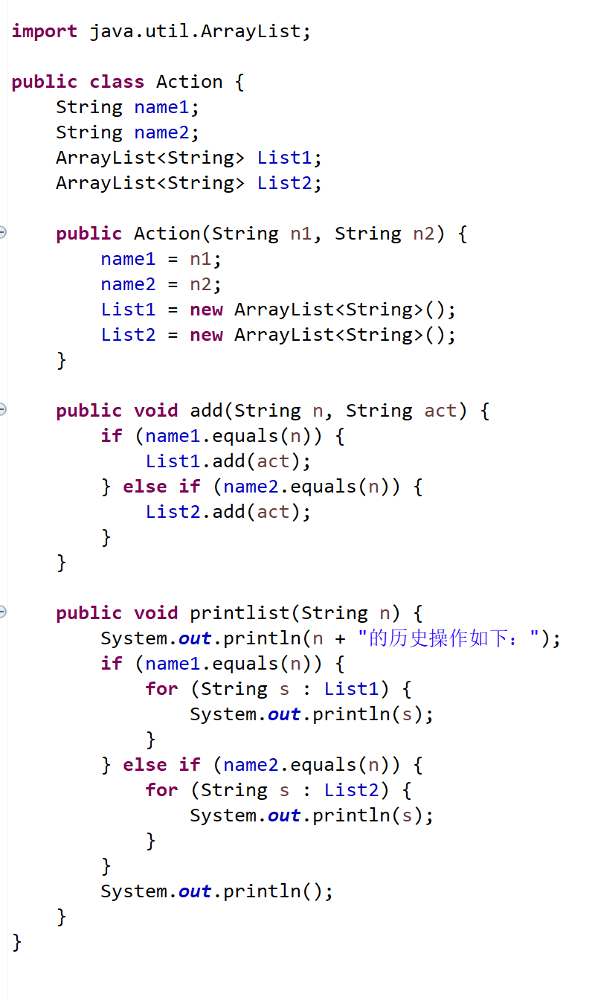 import java.util.ArrayList;
public class Action {
    String name1;
    String name2;
    ArrayList<String> List1;
    ArrayList<String> List2;
    public Action(String n1, String n2) {
        name1 = n1;
        name2 = n2;
        List1 = new ArrayList<String>();
        List2 = new ArrayList<String>();
    }
    public void add(String n, String act) {
        if (name1.equals(n)) {
            List1.add(act);
        } else if (name2.equals(n)) {
            List2.add(act);
        }
    }
    public void printlist(String n) {
        System.out.println(n + "的历史操作如下：");
        if (name1.equals(n)) {
            for (String s : List1) {
                System.out.println(s);
            }
        } else if (name2.equals(n)) {
            for (String s : List2) {
                System.out.println(s);
            }
        }
        System.out.println();
    }
}